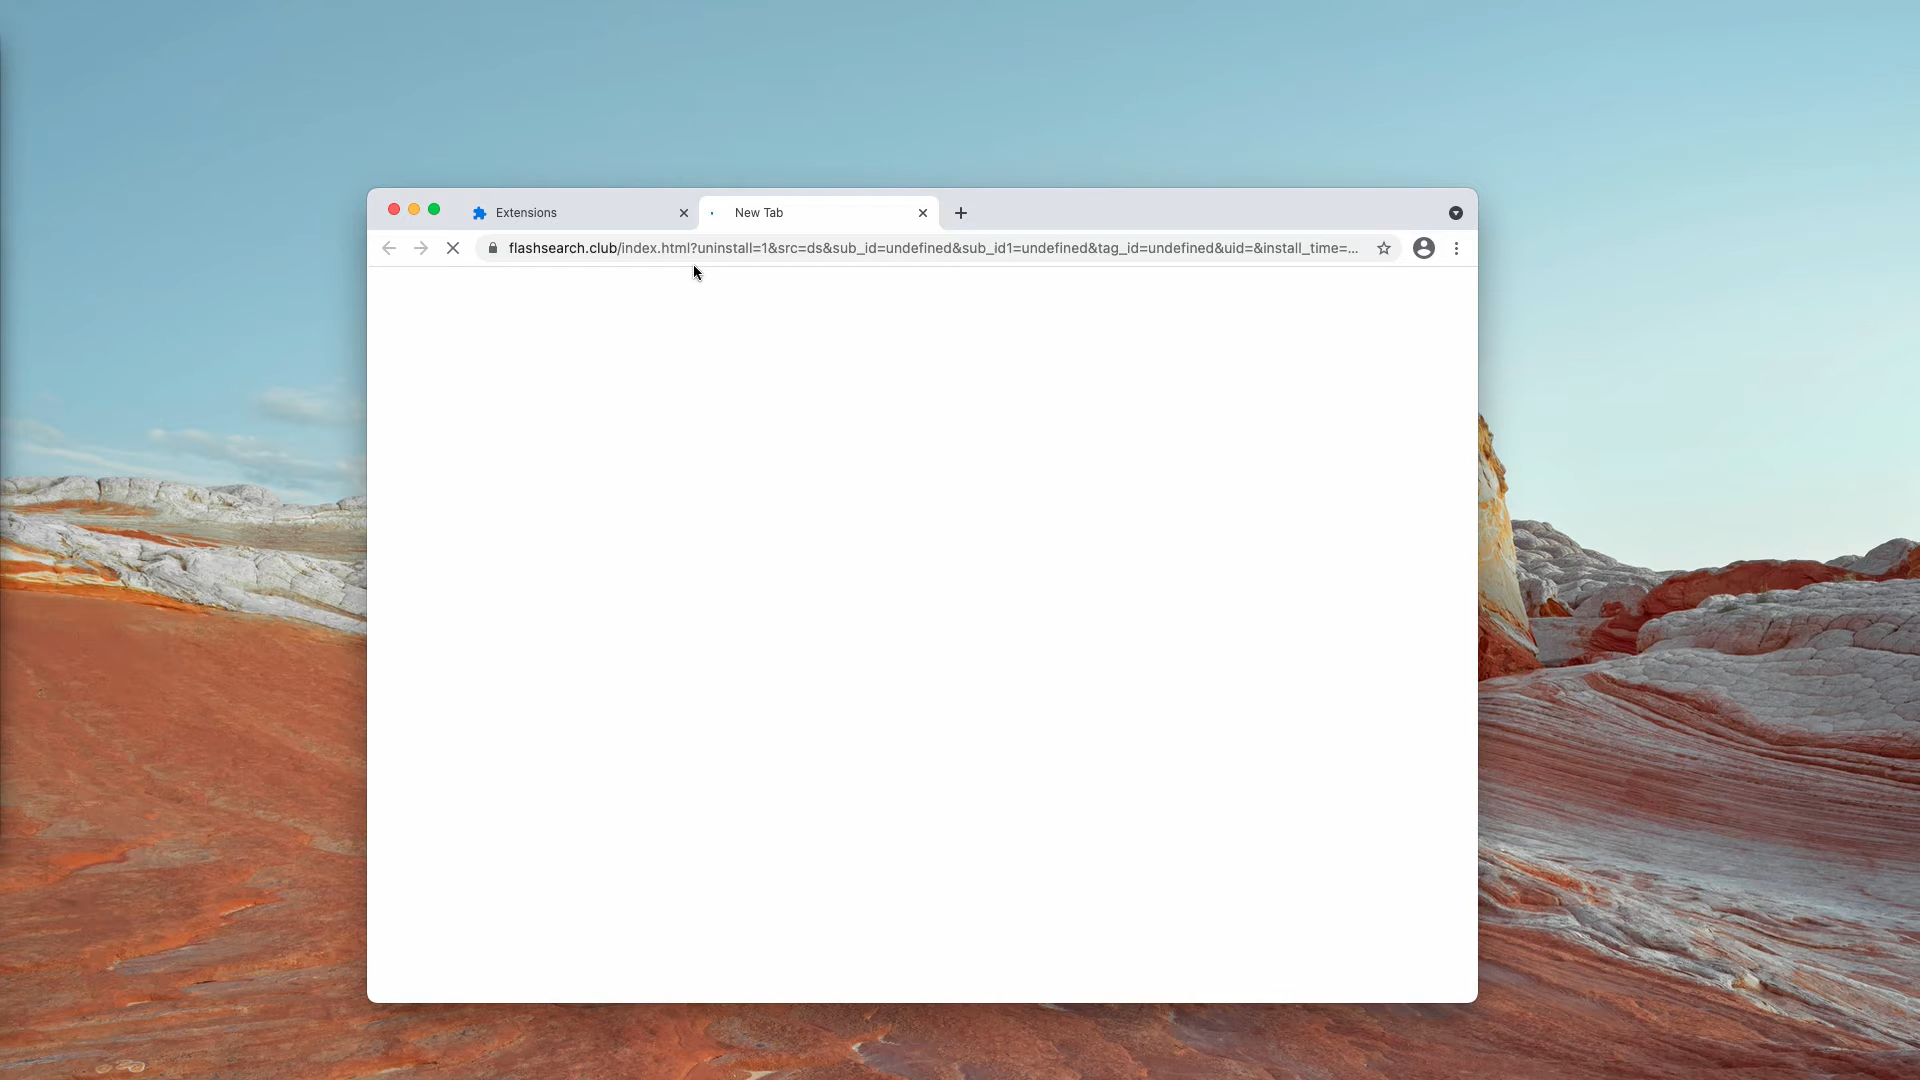 Extensions
New Tab
flashsearch.club/index.html?uninstall=1&src=ds&sub_id=undefined&sub_id1=undefined&tag_id=undefined&uid=&install_time=...